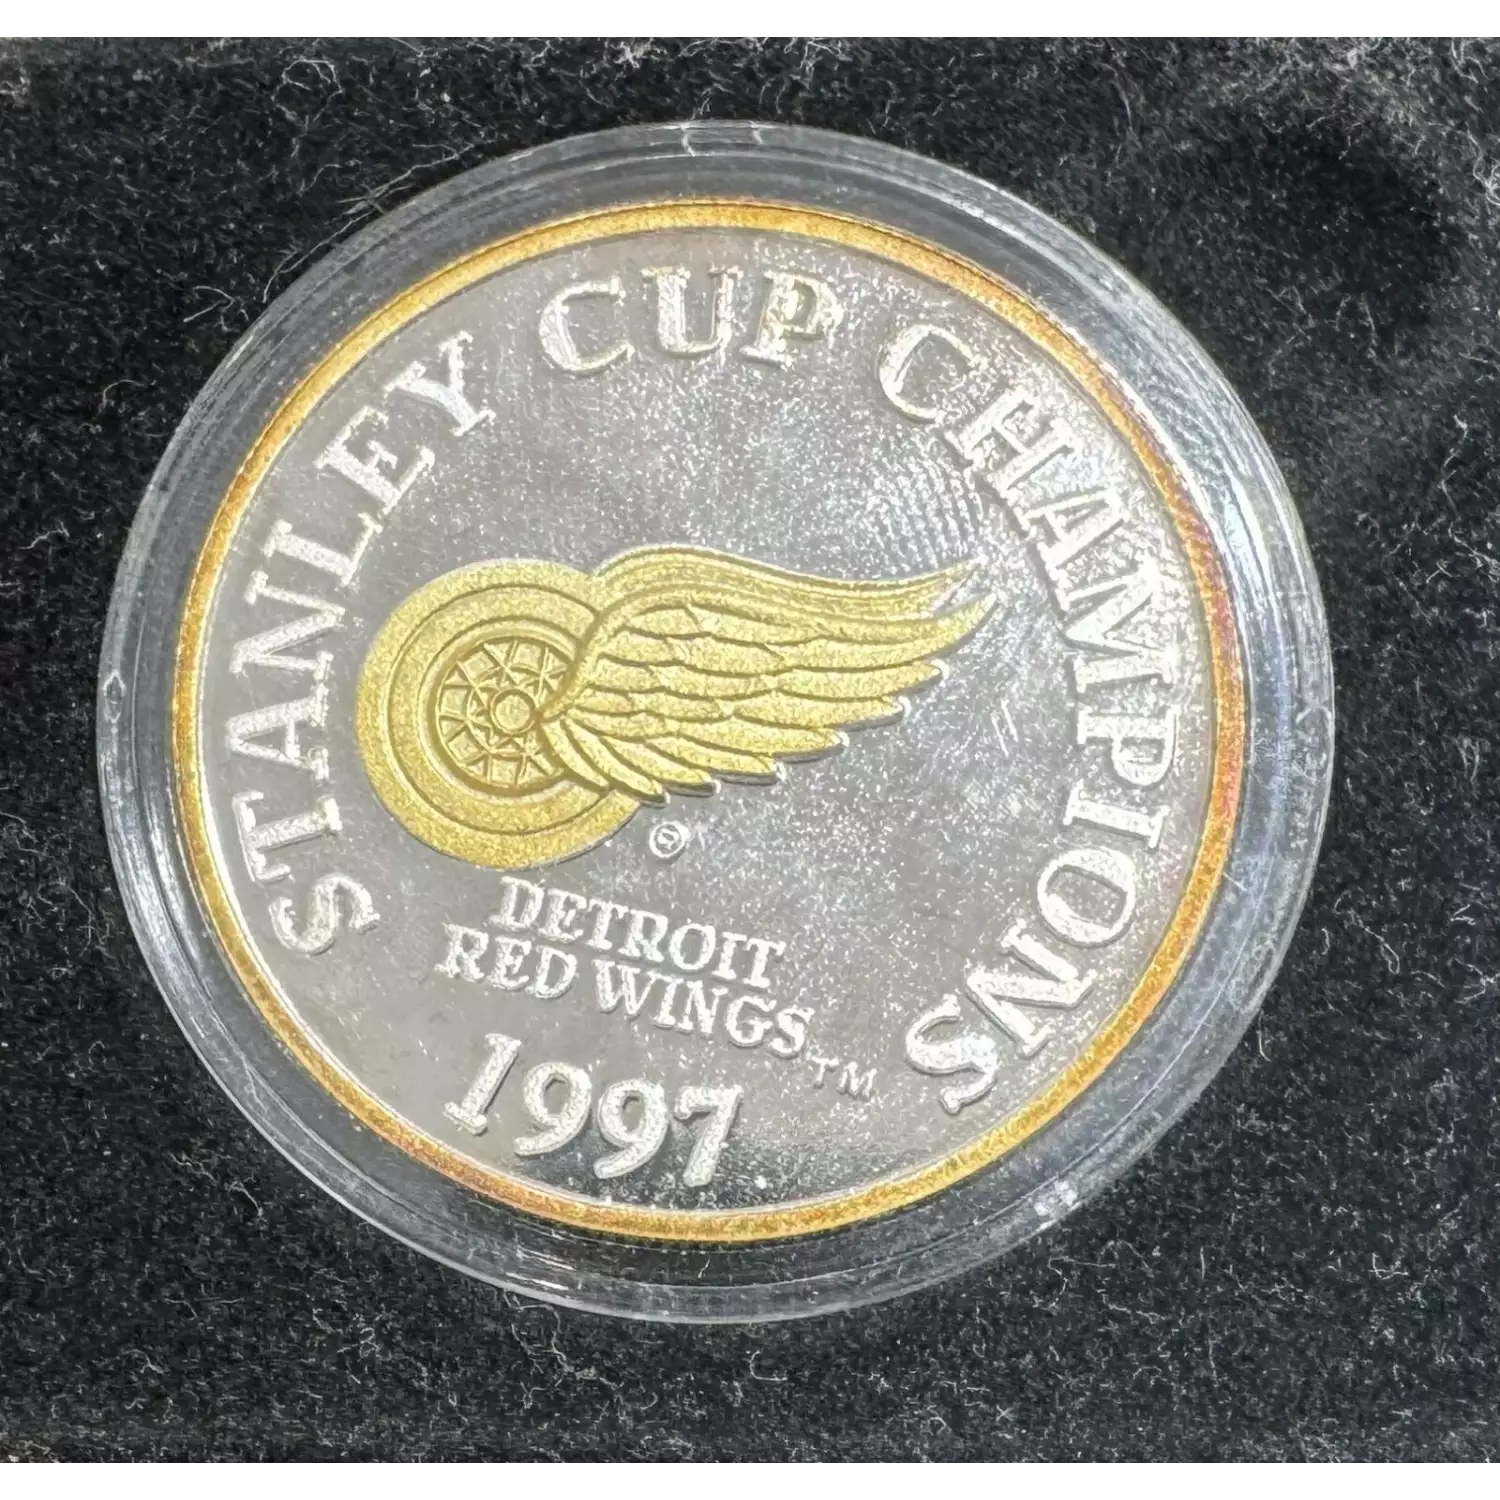 STANLEY CUP CHAMPIONS
©
DETROIT
RED WINGS™
1997